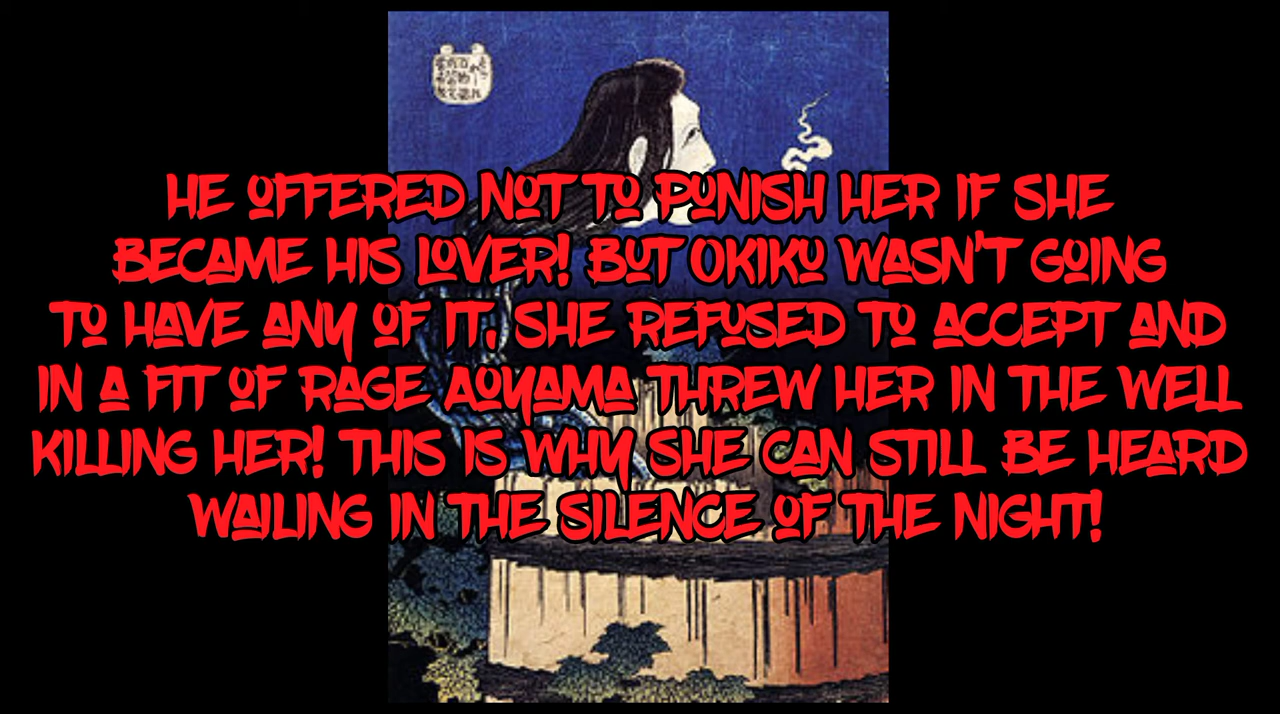 HE OFFERED NOT TO PUNISH HER IF SHE
BECAME HIS LOVER! BUT OKIKU WASN'T GOING
TO HAVE ANY OF IT. SHE REFUSED TO ACCEPT AND
IN A FIT OF RAGE AOYAMA THREW HER IN THE WELL
KILLING HER! THIS IS WHY SHE CAN STILL BE HEARD
WAILING IN THE SILENCE OF THE NIGHT!